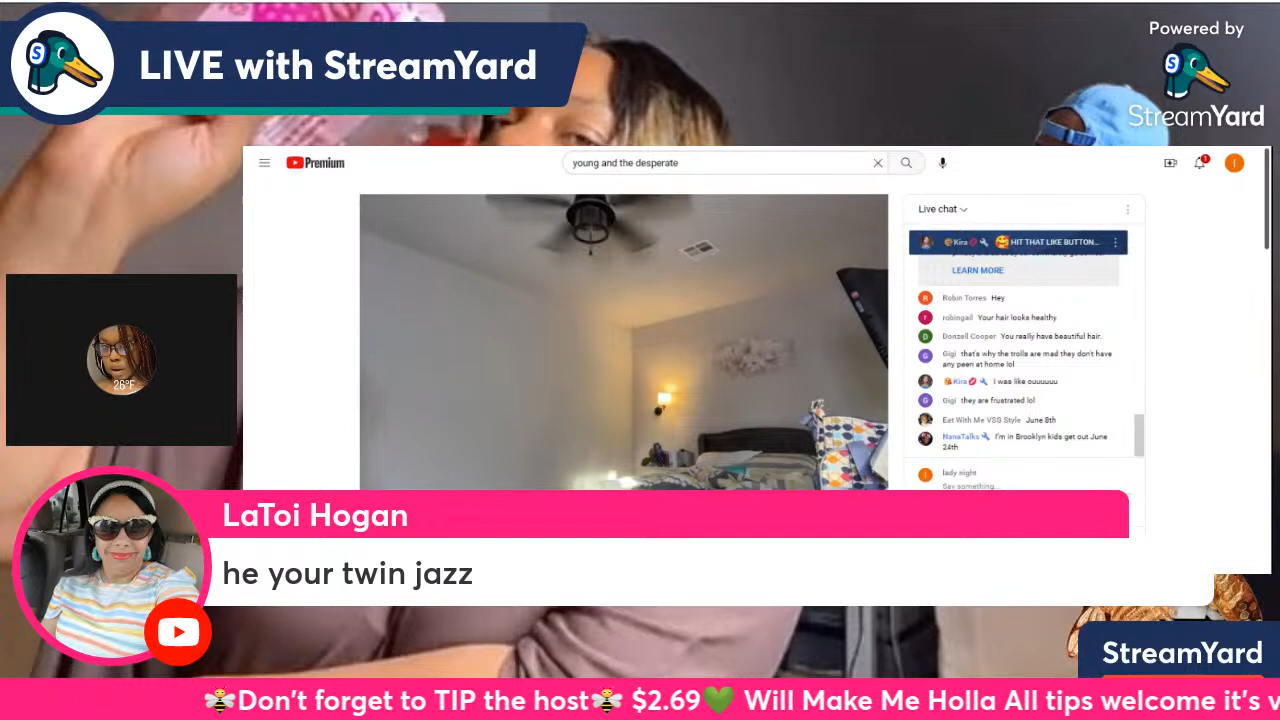 LIVE with StreamYard
Powered by
StreamYard
Premium
young and the desperate
Live chat
Kira HIT THAT LIKE BUTTON...
LEARN MORE
Robin Torres Hey
robingail Your hair looks healthy
Donzell Cooper You really have beautiful hair.
Gigi that's why the trolls are mad they don't have
any peen at home lol
Kira I was like ouuuuuu
Gigi they are frustrated lol
Eat With Me VSG Style June 8th
NanaTalks I'm in Brooklyn kids get out June
24th
lady night
Say something...
26°F
LaToi Hogan
he your twin jazz
StreamYard
🐝Don't forget to TIP the host🐝 $2.69💚 Will Make Me Holla All tips welcome it's